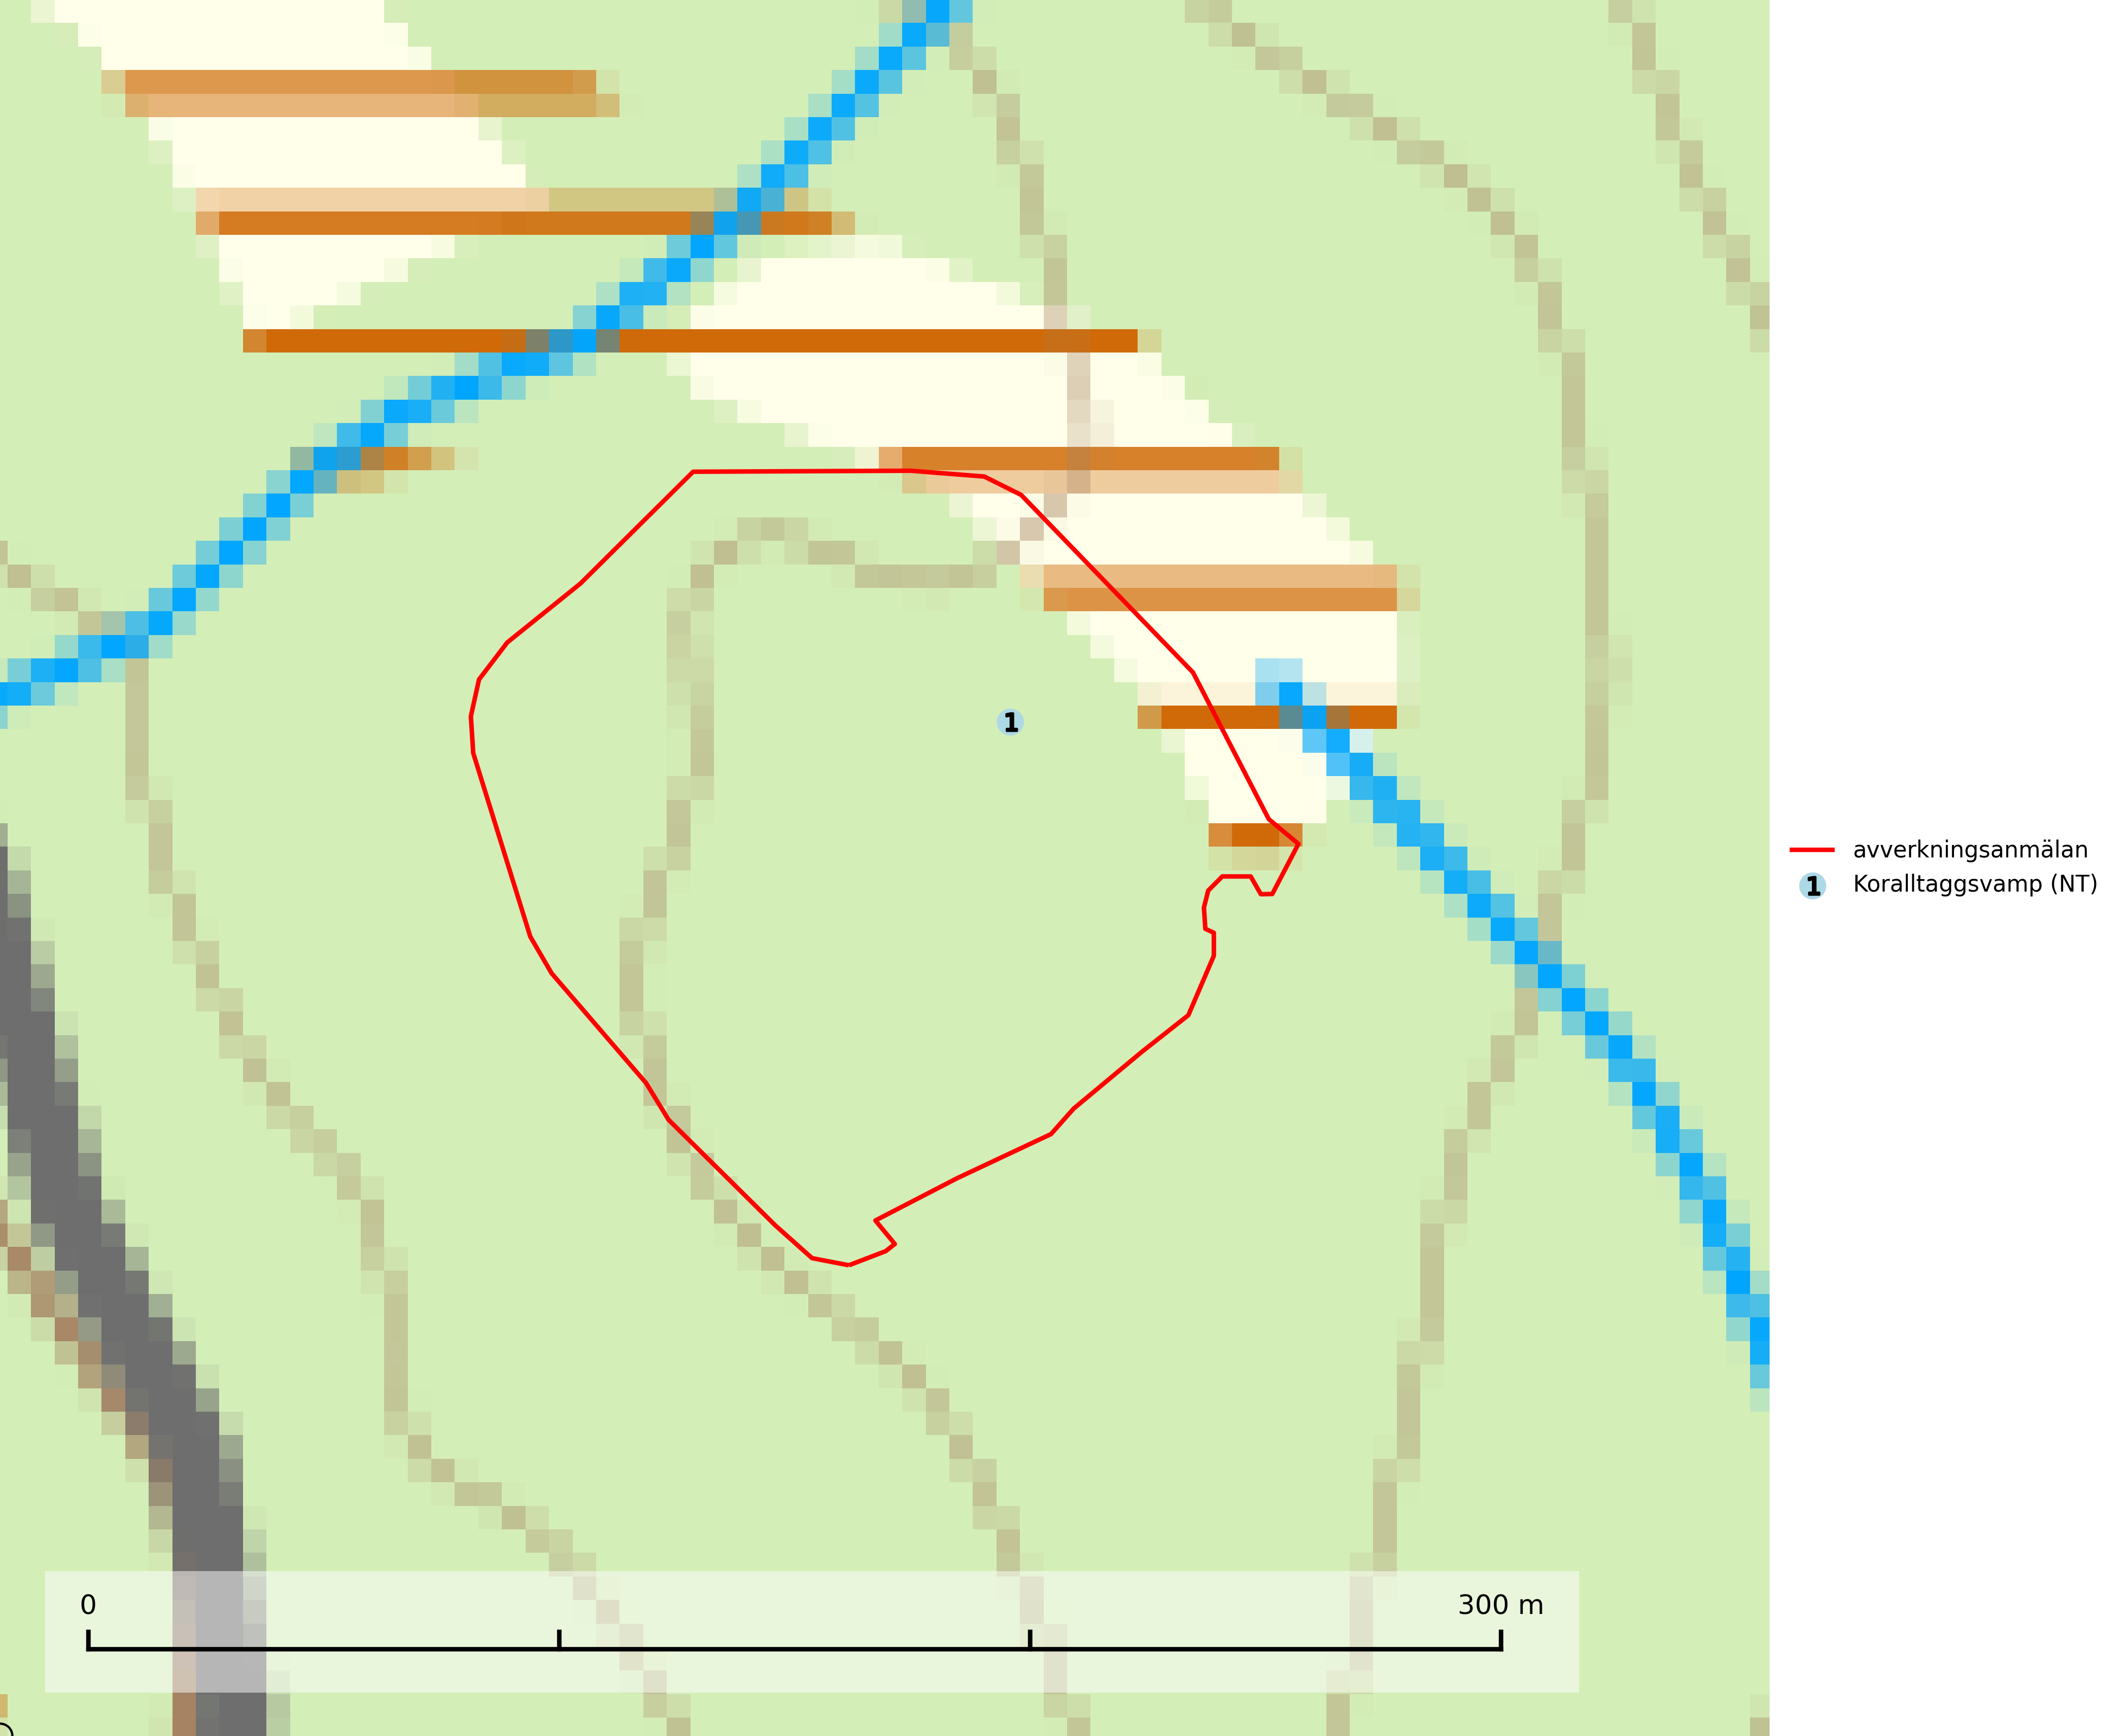 1
avverkningsanmälan
1 Koralltaggsvamp (NT)
0 300 m